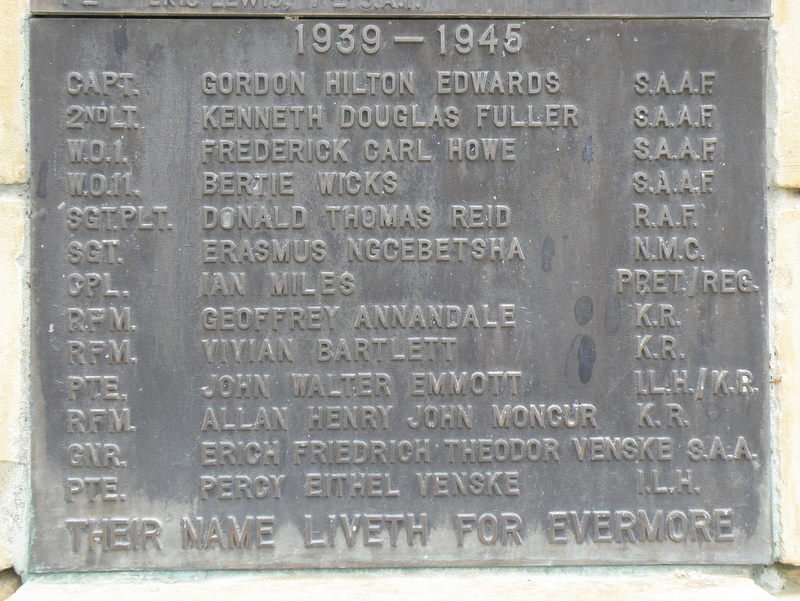 ERIC LEWIS, 7TH S.A.I.
1939 — 1945
CAPT. GORDON HILTON EDWARDS S.A.A.F.
2ND LT. KENNETH DOUGLAS FULLER S.A.A.F.
W.O.1. FREDERICK CARL HOWE S.A.A.F.
W.O.11. BERTIE WICKS S.A.A.F.
SGT.PLT. DONALD THOMAS REID R.A.F.
SGT. ERASMUS NGCEBETSHA N.M.C.
CPL. IAN MILES PRET./REG.
RFM. GEOFFREY ANNANDALE K.R.
RFM. VIVIAN BARTLETT K.R.
PTE. JOHN WALTER EMMOTT I.L.H./K.R.
RFM. ALLAN HENRY JOHN MONCUR K.R.
GNR. ERICH FRIEDRICH THEODOR VENSKE S.A.A.
PTE. PERCY EITHEL VENSKE I.L.H.
THEIR NAME LIVETH FOR EVERMORE